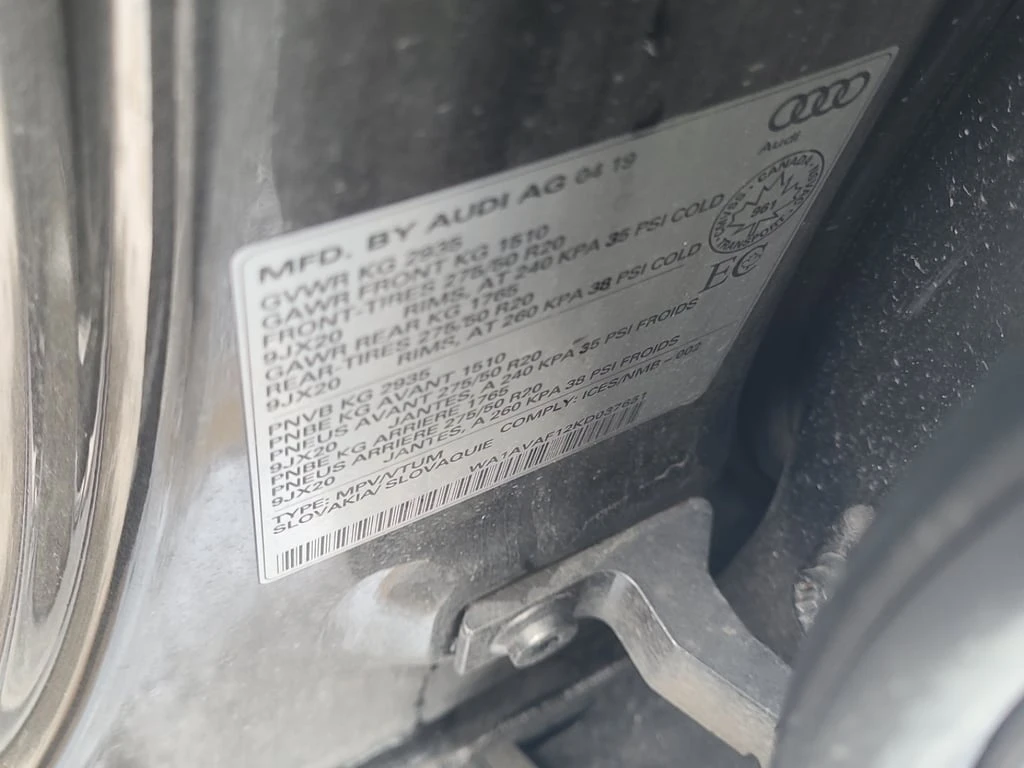 Audi
MFD. BY AUDI AG 04 19
GVWR KG 2935
GAWR FRONT KG 1510
FRONT-TIRES 275/50 R20
9JX20 RIMS, AT 240 KPA 35 PSI COLD
GAWR REAR KG 1765
REAR-TIRES 275/50 R20
9JX20 RIMS, AT 260 KPA 38 PSI COLD
CANADA
961
TRANSPORT
EC
PNVB KG 2935
PNBE KG AVANT 1510
PNEUS AVANT 275/50 R20
9JX20 JANTES, A 240 KPA 35 PSI FROIDS
PNBE KG ARRIERE 1765
PNEUS ARRIERE 275/50 R20
9JX20 JANTES, A 260 KPA 38 PSI FROIDS
TYPE: MPV/VTUM COMPLY: ICES/NMB - 002
SLOVAKIA/ SLOVAQUIE
WA1AVAF12KD037681